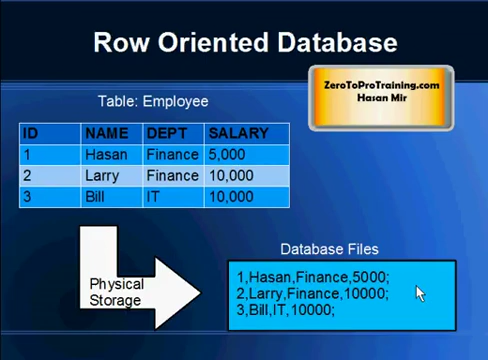 Row Oriented Database
ZeroToProTraining.com
Hasan Mir
Table: Employee
ID NAME DEPT SALARY
1 Hasan Finance 5,000
2 Larry Finance 10,000
3 Bill IT 10,000
Physical
Storage
Database Files
1,Hasan,Finance,5000;
2,Larry,Finance,10000;
3,Bill,IT,10000;